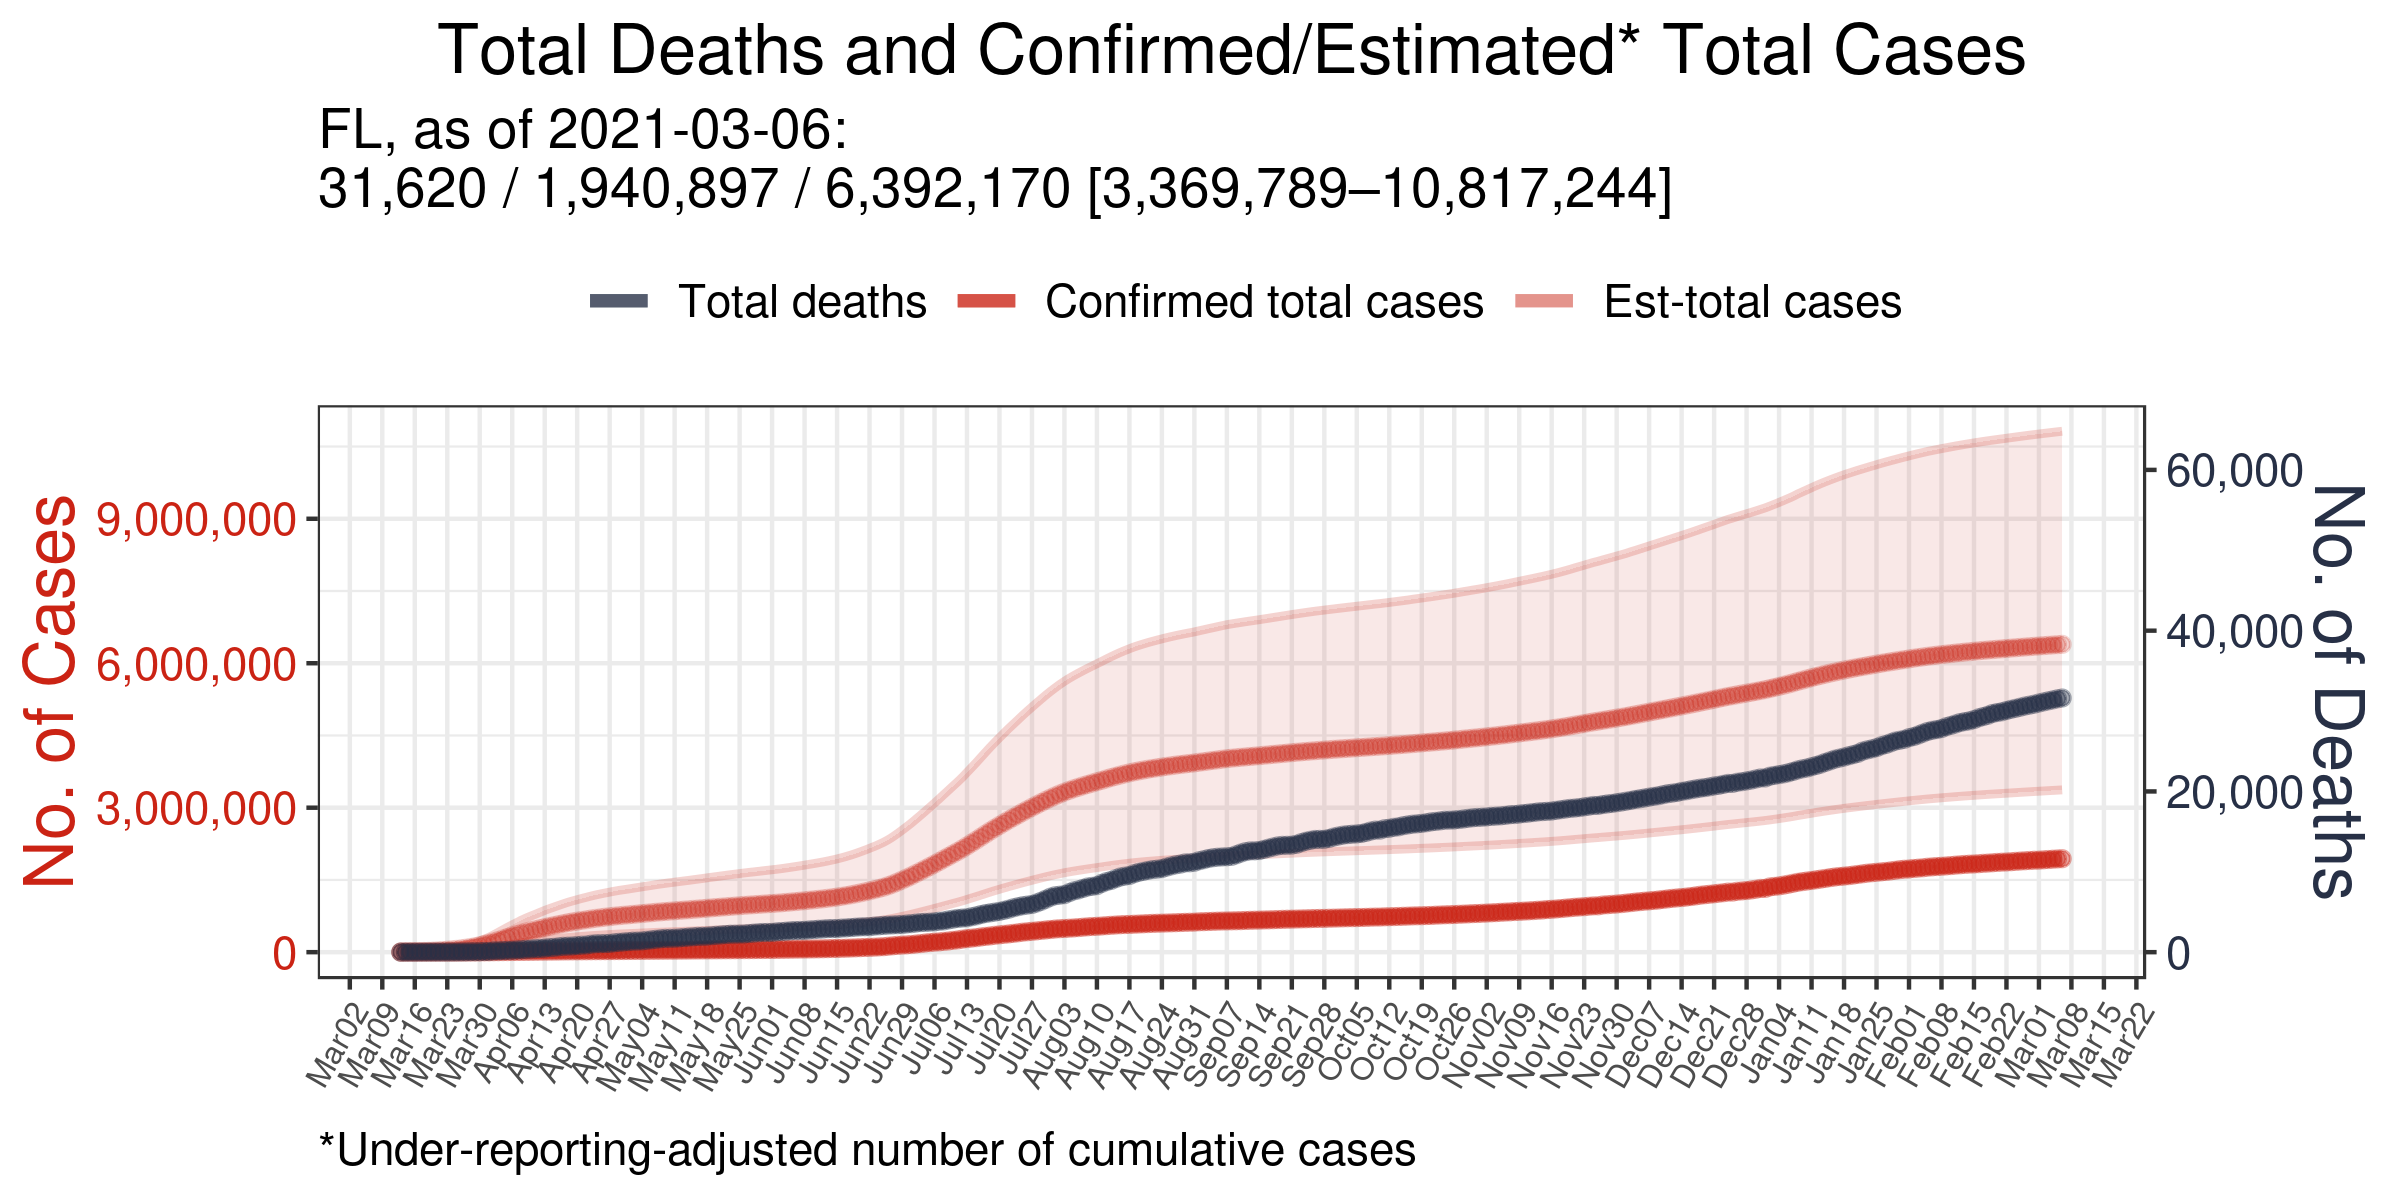 Total Deaths and Confirmed/Estimated* Total Cases
FL, as of 2021-03-06:
31,620 / 1,940,897 / 6,392,170 [3,369,789–10,817,244]
Total deaths
Confirmed total cases
Est-total cases
No. of Cases
9,000,000
6,000,000
3,000,000
0
60,000
40,000
20,000
0
No. of Deaths
Mar02
Mar09
Mar16
Mar23
Mar30
Apr06
Apr13
Apr20
Apr27
May04
May11
May18
May25
Jun01
Jun08
Jun15
Jun22
Jun29
Jul06
Jul13
Jul20
Jul27
Aug03
Aug10
Aug17
Aug24
Aug31
Sep07
Sep14
Sep21
Sep28
Oct05
Oct12
Oct19
Oct26
Nov02
Nov09
Nov16
Nov23
Nov30
Dec07
Dec14
Dec21
Dec28
Jan04
Jan11
Jan18
Jan25
Feb01
Feb08
Feb15
Feb22
Mar01
Mar08
Mar15
Mar22
*Under-reporting-adjusted number of cumulative cases